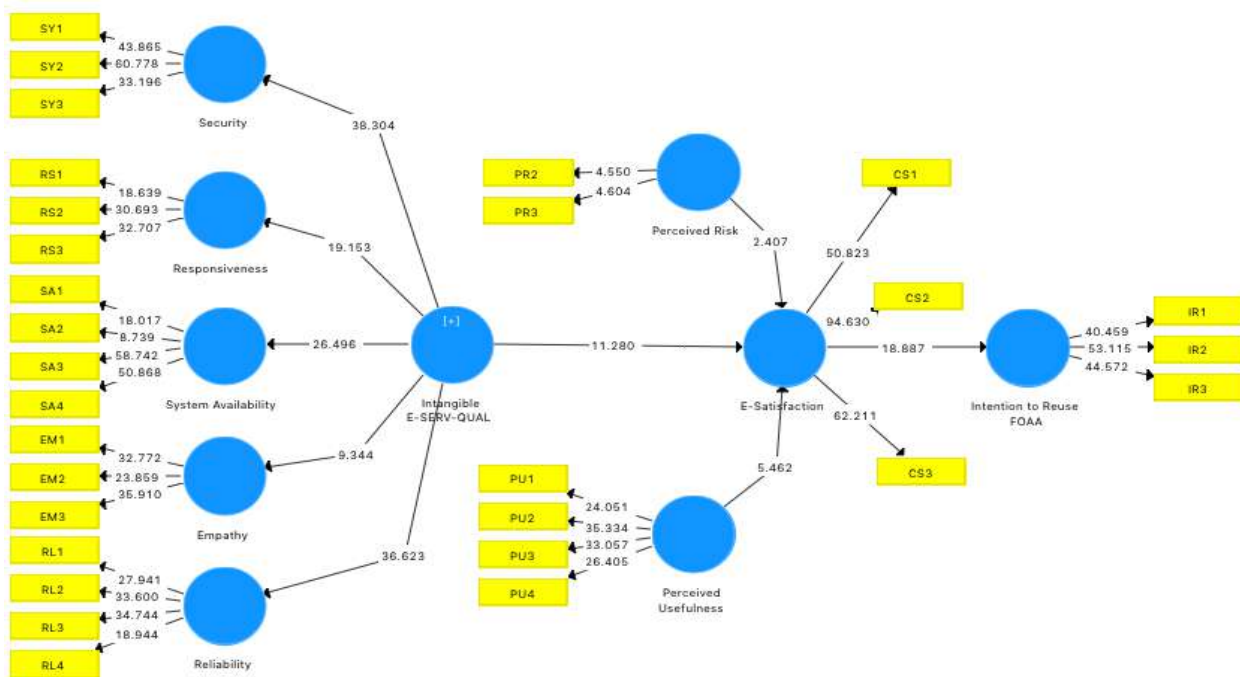 SY1
43.865
SY2
60.778
33.196
SY3
Security
38.304
RS1
18.639
RS2
30.693
32.707
RS3
Responsiveness
19.153
SA1
18.017
SA2
8.739
SA3
58.742
50.868
SA4
System Availability
26.496
EM1
32.772
EM2
23.859
35.910
EM3
Empathy
9.344
RL1
27.941
RL2
33.600
RL3
34.744
18.944
RL4
Reliability
36.623
[+]
Intangible
E-SERV-QUAL
11.280
PR2
4.550
4.604
PR3
Perceived Risk
2.407
PU1
24.051
PU2
35.334
33.057
PU3
26.405
PU4
Perceived
Usefulness
5.462
CS1
50.823
CS2
94.630
E-Satisfaction
62.211
CS3
18.887
Intention to Reuse
FOAA
40.459
IR1
53.115
IR2
44.572
IR3